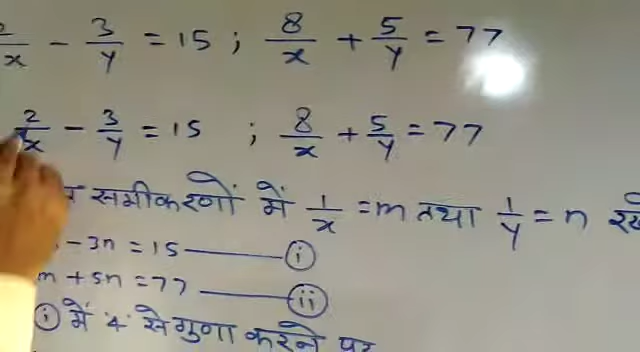 2/x - 3/y = 15 ; 8/x + 5/y = 77
2/x - 3/y = 15 ; 8/x + 5/y = 77
समीकरणों में 1/x = m तथा 1/y = n
- 3n = 15 —— (i)
m + 5n = 77 —— (ii)
(i) में 4 से गुणा करने पर